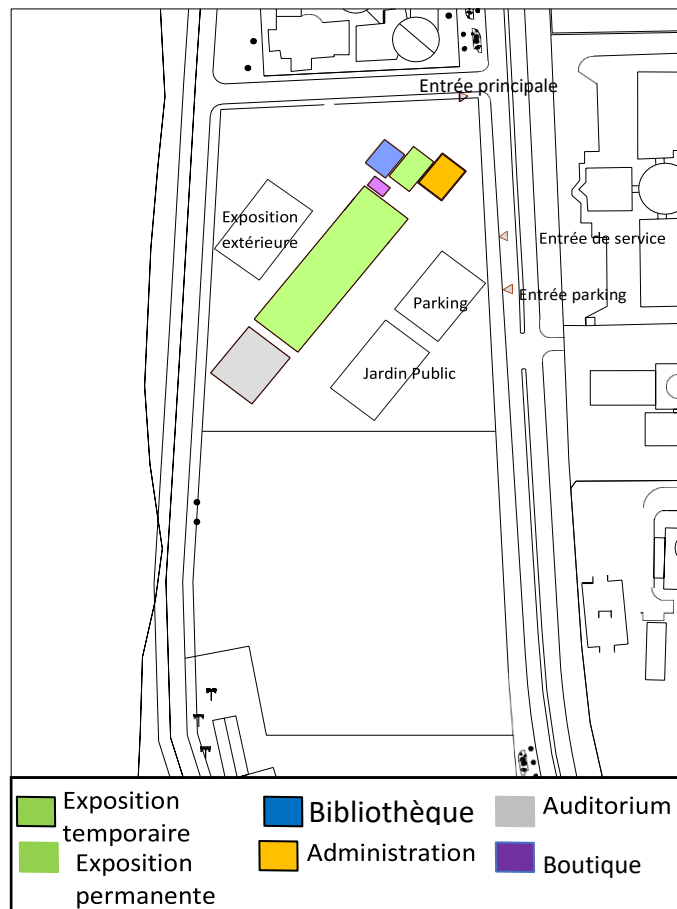 Entrée principale
Exposition
extérieure
Entrée de service
Entrée parking
Parking
Jardin Public
Exposition
temporaire
Bibliothèque
Auditorium
Exposition
permanente
Administration
Boutique